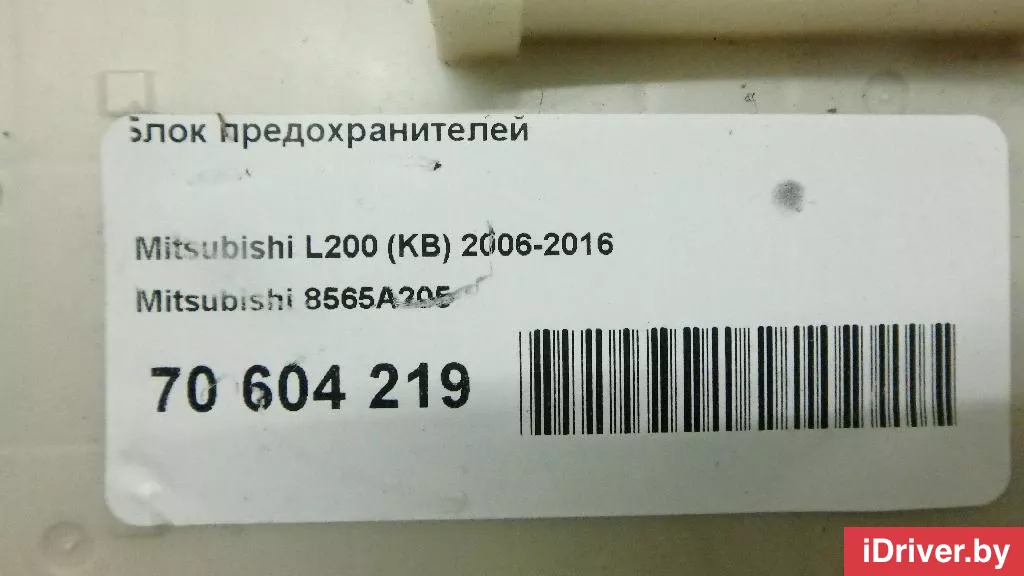 Блок предохранителей
Mitsubishi L200 (KB) 2006-2016
Mitsubishi 8565A205
70 604 219
iDriver.by